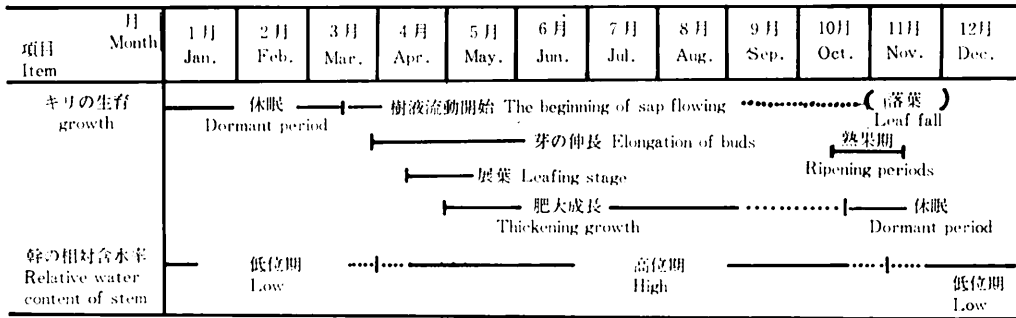 月
Month
項目
Item
1月 2月 3月 4月 5月 6月 7月 8月 9月 10月 11月 12月
Jan. Feb. Mar. Apr. May. Jun. Jul. Aug. Sep. Oct. Nov. Dec.
キリの生育
growth
休眠
Dormant period
樹液流動開始 The beginning of sap flowing
(落葉)
Leaf fall
芽の伸長 Elongation of buds
熟果期
Ripening periods
展葉 Leafing stage
肥大成長
Thickening growth
休眠
Dormant period
幹の相対含水率
Relative water
content of stem
低位期
Low
高位期
High
低位期
Low